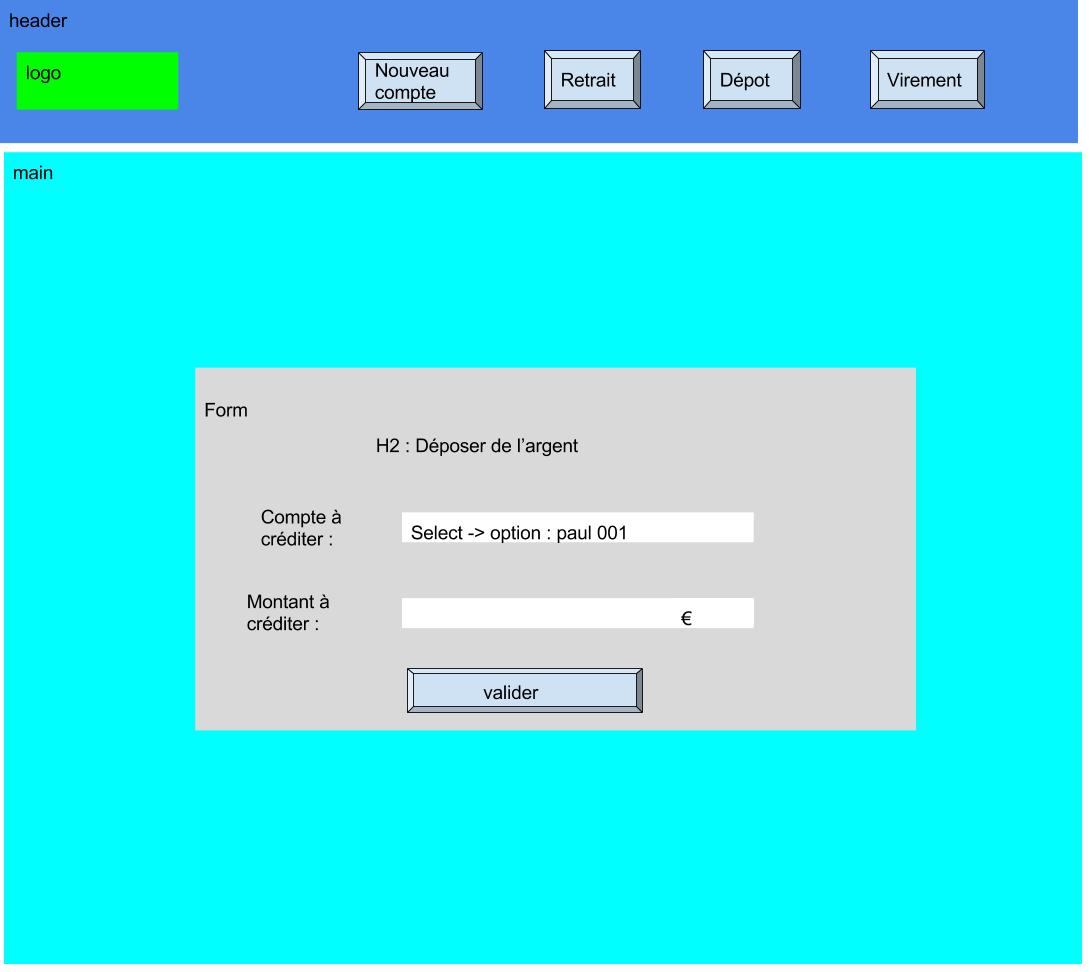 header
logo
Nouveau
compte
Retrait
Dépot
Virement
main
Form
H2 : Déposer de l’argent
Compte à
créditer :
Select -> option : paul 001
Montant à
créditer :
€
valider